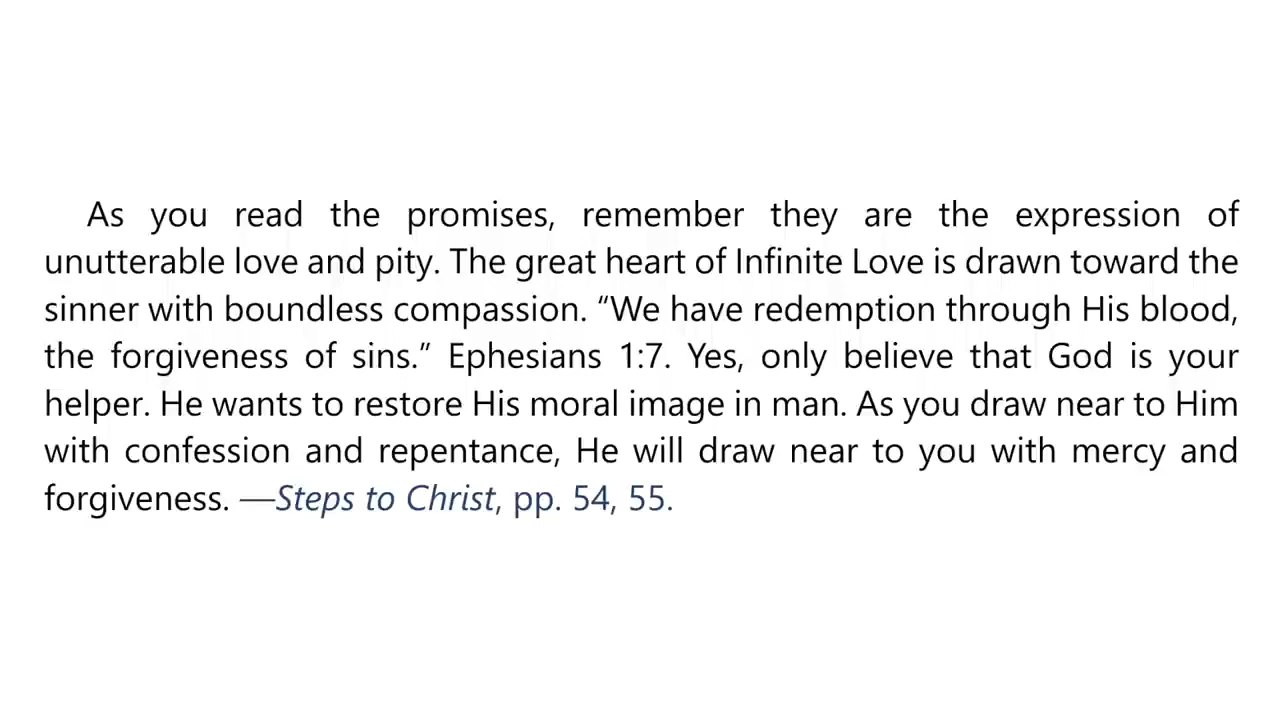 As you read the promises, remember they are the expression of
unutterable love and pity. The great heart of Infinite Love is drawn toward the
sinner with boundless compassion. “We have redemption through His blood,
the forgiveness of sins.” Ephesians 1:7. Yes, only believe that God is your
helper. He wants to restore His moral image in man. As you draw near to Him
with confession and repentance, He will draw near to you with mercy and
forgiveness. —Steps to Christ, pp. 54, 55.